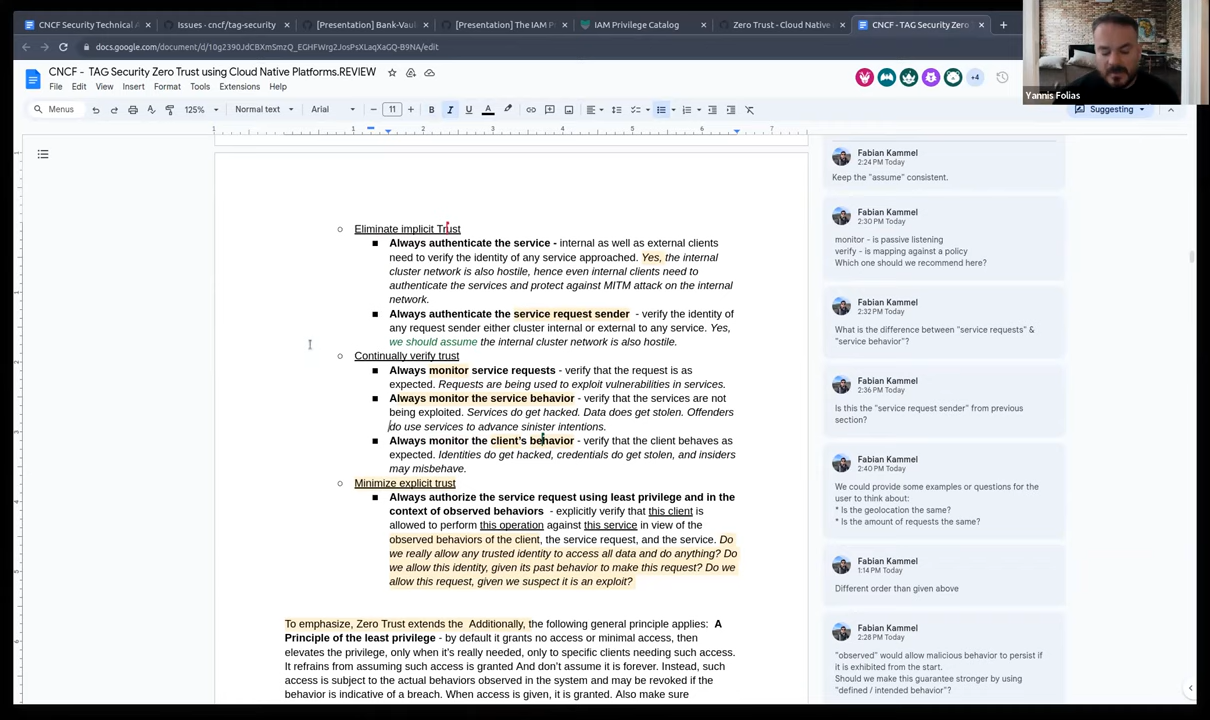 CNCF Security Technical A
Issues · cncf/tag-security
[Presentation] Bank-Vau
[Presentation] The IAM P
IAM Privilege Catalog
Zero Trust - Cloud Native
CNCF - TAG Security Zero T
docs.google.com/document/d/10g2390JdCBXmSmzQ_EGHFWrg2JosPsXLaqXaGQ-B9NA/edit
CNCF - TAG Security Zero Trust using Cloud Native Platforms.REVIEW
File Edit View Insert Format Tools Extensions Help
+4
Yannis Folias
Menus
125%
Normal text
Arial
11
Suggesting
1 1 2 3 4 5 6 7
Eliminate implicit Trust
Always authenticate the service - internal as well as external clients
need to verify the identity of any service approached. Yes, the internal
cluster network is also hostile, hence even internal clients need to
authenticate the services and protect against MITM attack on the internal
network.
Always authenticate the service request sender - verify the identity of
any request sender either cluster internal or external to any service. Yes,
we should assume the internal cluster network is also hostile.
Continually verify trust
Always monitor service requests - verify that the request is as
expected. Requests are being used to exploit vulnerabilities in services.
Always monitor the service behavior - verify that the services are not
being exploited. Services do get hacked. Data does get stolen. Offenders
do use services to advance sinister intentions.
Always monitor the client's behavior - verify that the client behaves as
expected. Identities do get hacked, credentials do get stolen, and insiders
may misbehave.
Minimize explicit trust
Always authorize the service request using least privilege and in the
context of observed behaviors - explicitly verify that this client is
allowed to perform this operation against this service in view of the
observed behaviors of the client, the service request, and the service. Do
we really allow any trusted identity to access all data and do anything? Do
we allow this identity, given its past behavior to make this request? Do we
allow this request, given we suspect it is an exploit?
To emphasize, Zero Trust extends the Additionally, the following general principle applies: A
Principle of the least privilege - by default it grants no access or minimal access, then
elevates the privilege, only when it's really needed, only to specific clients needing such access.
It refrains from assuming such access is granted And don't assume it is forever. Instead, such
access is subject to the actual behaviors observed in the system and may be revoked if the
behavior is indicative of a breach. When access is given, it is granted. Also make sure
Fabian Kammel
2:24 PM Today
Keep the "assume" consistent.
Fabian Kammel
2:30 PM Today
monitor - is passive listening
verify - is mapping against a policy
Which one should we recommend here?
Fabian Kammel
2:32 PM Today
What is the difference between "service requests" &
"service behavior"?
Fabian Kammel
2:36 PM Today
Is this the "service request sender" from previous
section?
Fabian Kammel
2:40 PM Today
We could provide some examples or questions for the
user to think about:
* Is the geolocation the same?
* Is the amount of requests the same?
Fabian Kammel
1:14 PM Today
Different order than given above
Fabian Kammel
2:28 PM Today
"observed" would allow malicious behavior to persist if
it is exhibited from the start.
Should we make this guarantee stronger by using
"defined / intended behavior"?